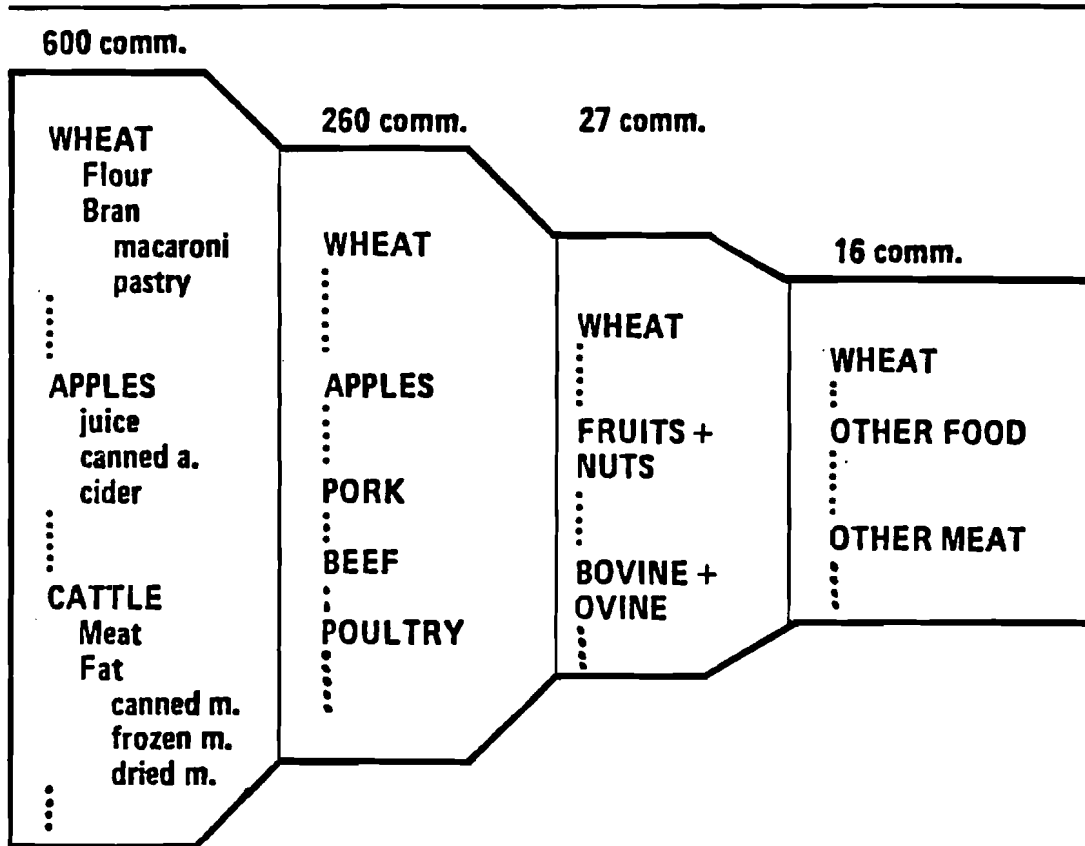 600 comm.
WHEAT
Flour
Bran
macaroni
pastry
APPLES
juice
canned a.
cider
CATTLE
Meat
Fat
canned m.
frozen m.
dried m.
260 comm.
WHEAT
APPLES
PORK
BEEF
POULTRY
27 comm.
WHEAT
FRUITS +
NUTS
BOVINE +
OVINE
16 comm.
WHEAT
OTHER FOOD
OTHER MEAT